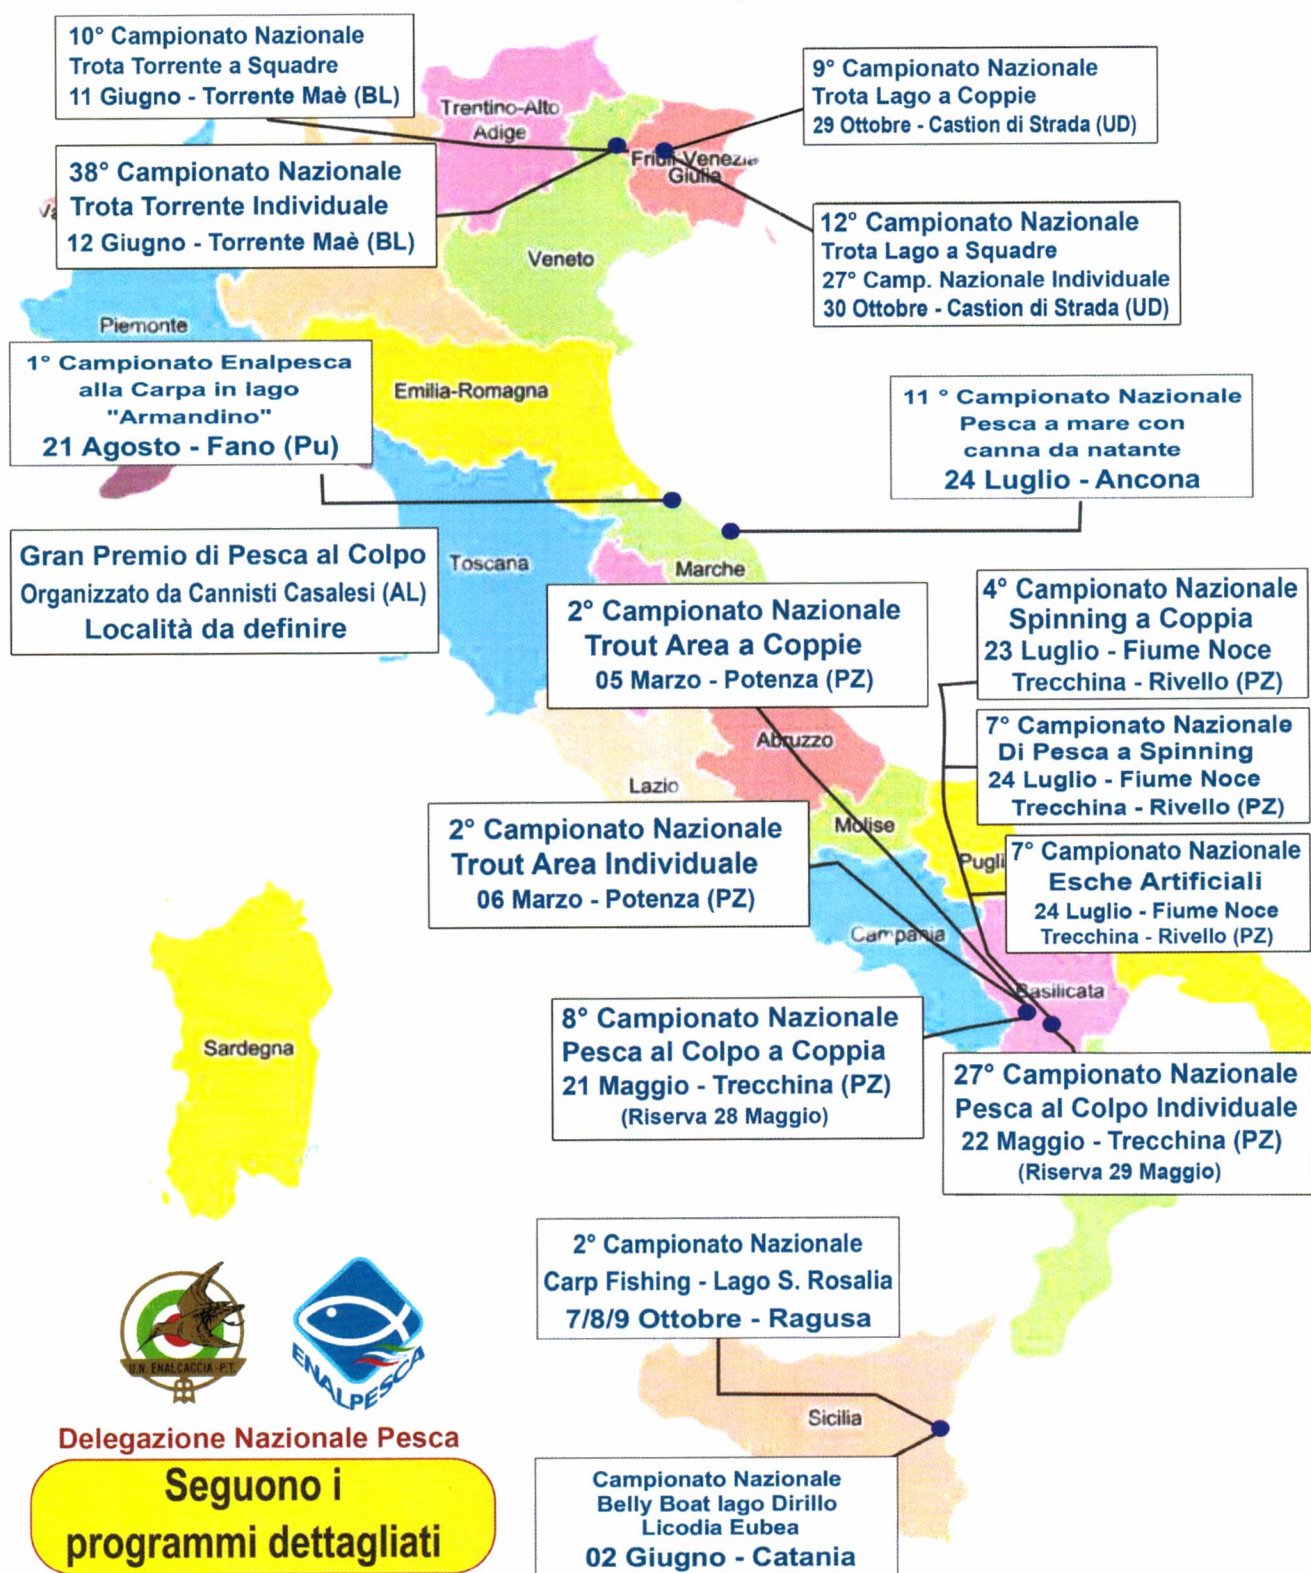 10° Campionato Nazionale
Trota Torrente a Squadre
11 Giugno - Torrente Maè (BL)
9° Campionato Nazionale
Trota Lago a Coppie
29 Ottobre - Castion di Strada (UD)
Trentino-Alto
Adige
Friuli-Venezia
Giulia
38° Campionato Nazionale
Trota Torrente Individuale
12 Giugno - Torrente Maè (BL)
12° Campionato Nazionale
Trota Lago a Squadre
27° Camp. Nazionale Individuale
30 Ottobre - Castion di Strada (UD)
Veneto
Piemonte
1° Campionato Enalpesca
alla Carpa in lago
"Armandino"
21 Agosto - Fano (Pu)
Emilia-Romagna
11 ° Campionato Nazionale
Pesca a mare con
canna da natante
24 Luglio - Ancona
Gran Premio di Pesca al Colpo
Organizzato da Cannisti Casalesi (AL)
Località da definire
Toscana
Marche
2° Campionato Nazionale
Trout Area a Coppie
05 Marzo - Potenza (PZ)
4° Campionato Nazionale
Spinning a Coppia
23 Luglio - Fiume Noce
Trecchina - Rivello (PZ)
7° Campionato Nazionale
Di Pesca a Spinning
24 Luglio - Fiume Noce
Trecchina - Rivello (PZ)
Abruzzo
Lazio
Molise
Pugli
2° Campionato Nazionale
Trout Area Individuale
06 Marzo - Potenza (PZ)
7° Campionato Nazionale
Esche Artificiali
24 Luglio - Fiume Noce
Trecchina - Rivello (PZ)
Campania
Basilicata
Sardegna
8° Campionato Nazionale
Pesca al Colpo a Coppia
21 Maggio - Trecchina (PZ)
(Riserva 28 Maggio)
27° Campionato Nazionale
Pesca al Colpo Individuale
22 Maggio - Trecchina (PZ)
(Riserva 29 Maggio)
2° Campionato Nazionale
Carp Fishing - Lago S. Rosalia
7/8/9 Ottobre - Ragusa
U.N. ENALCACCIA - P.T.
ENALPESCA
Sicilia
Delegazione Nazionale Pesca
Seguono i
programmi dettagliati
Campionato Nazionale
Belly Boat lago Dirillo
Licodia Eubea
02 Giugno - Catania